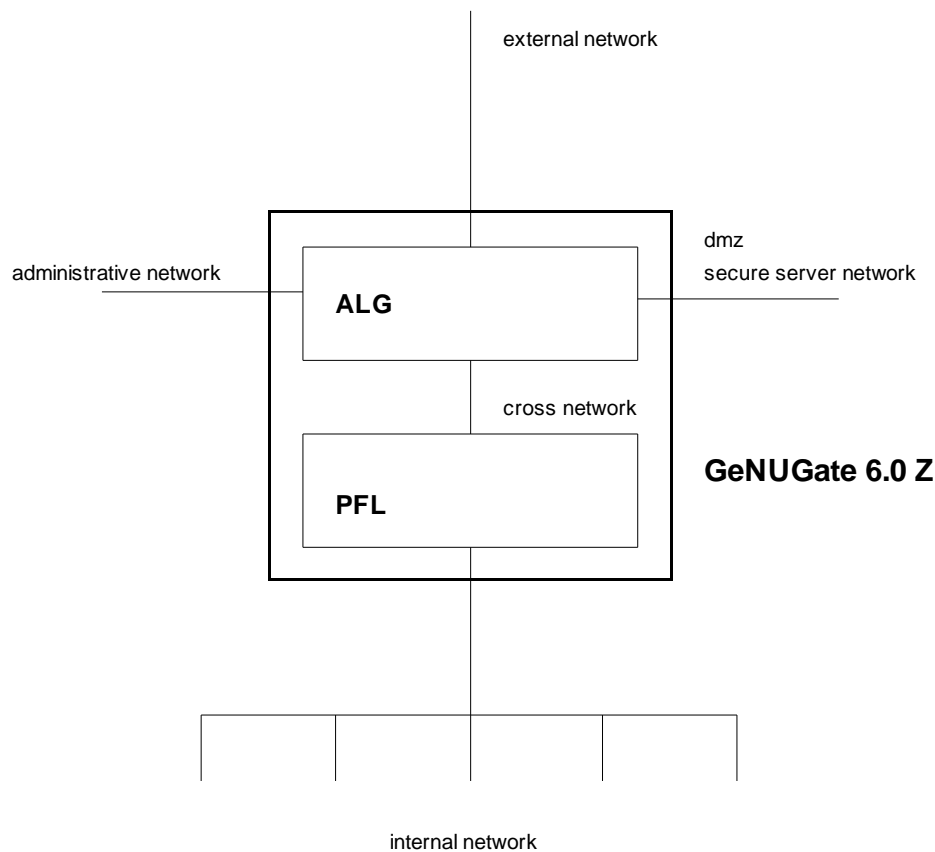 external network
dmz
administrative network
secure server network
ALG
cross network
GeNUGate 6.0 Z
PFL
internal network